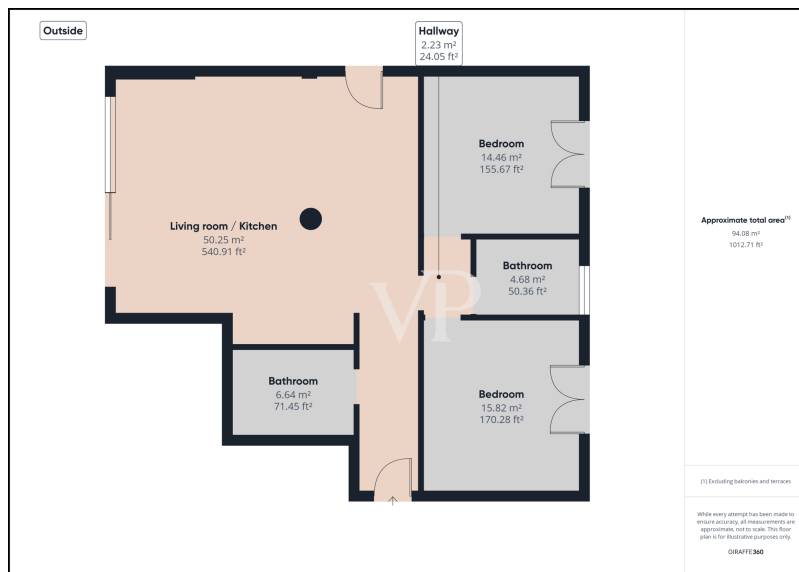 Outside
Hallway
2.23 m²
24.05 ft²
Bedroom
14.46 m²
155.67 ft²
Living room / Kitchen
50.25 m²
540.91 ft²
Bathroom
4.68 m²
50.36 ft²
VP
Bathroom
6.64 m²
71.45 ft²
Bedroom
15.82 m²
170.28 ft²
Approximate total area(1)
94.08 m²
1012.71 ft²
(1) Excluding balconies and terraces
While every attempt has been made to
ensure accuracy, all measurements are
approximate, not to scale. This floor
plan is for illustrative purposes only.
GIRAFFE360